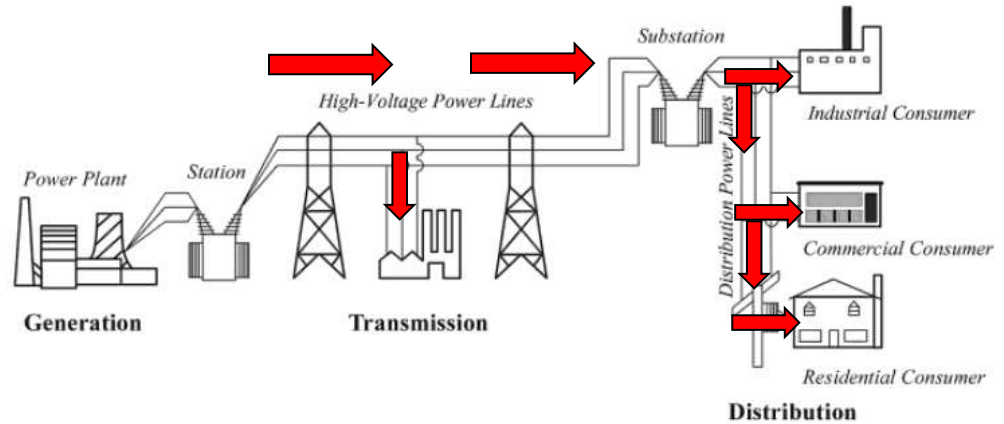 Substation
High-Voltage Power Lines
Industrial Consumer
Station
Power Plant
Distribution Power Lines
Commercial Consumer
Generation
Transmission
Residential Consumer
Distribution